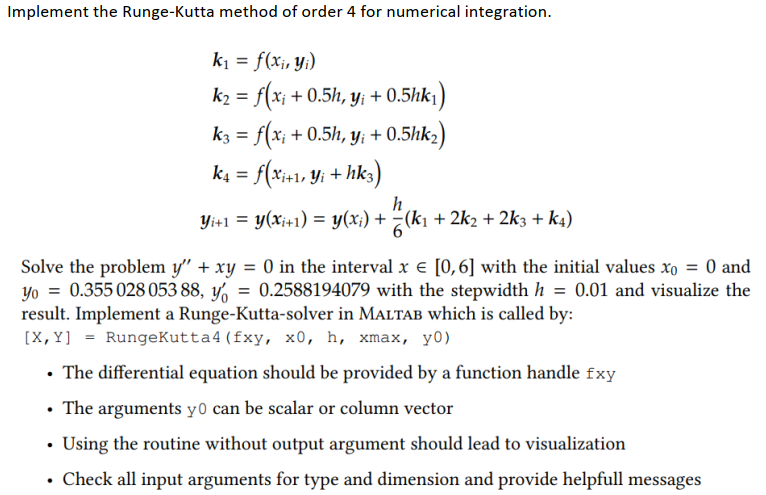 Implement the Runge-Kutta method of order 4 for numerical integration.
k₁ = f(xᵢ, yᵢ)
k₂ = f(xᵢ + 0.5h, yᵢ + 0.5hk₁)
k₃ = f(xᵢ + 0.5h, yᵢ + 0.5hk₂)
k₄ = f(xᵢ₊₁, yᵢ + hk₃)
yᵢ₊₁ = y(xᵢ₊₁) = y(xᵢ) + h/6 (k₁ + 2k₂ + 2k₃ + k₄)
Solve the problem y′′ + xy = 0 in the interval x ∈ [0, 6] with the initial values x₀ = 0 and
y₀ = 0.355 028 053 88, y′₀ = 0.2588194079 with the stepwidth h = 0.01 and visualize the
result. Implement a Runge-Kutta-solver in MALTAB which is called by:
[X,Y] = RungeKutta4(fxy, x0, h, xmax, y0)
• The differential equation should be provided by a function handle fxy
• The arguments y0 can be scalar or column vector
• Using the routine without output argument should lead to visualization
• Check all input arguments for type and dimension and provide helpfull messages